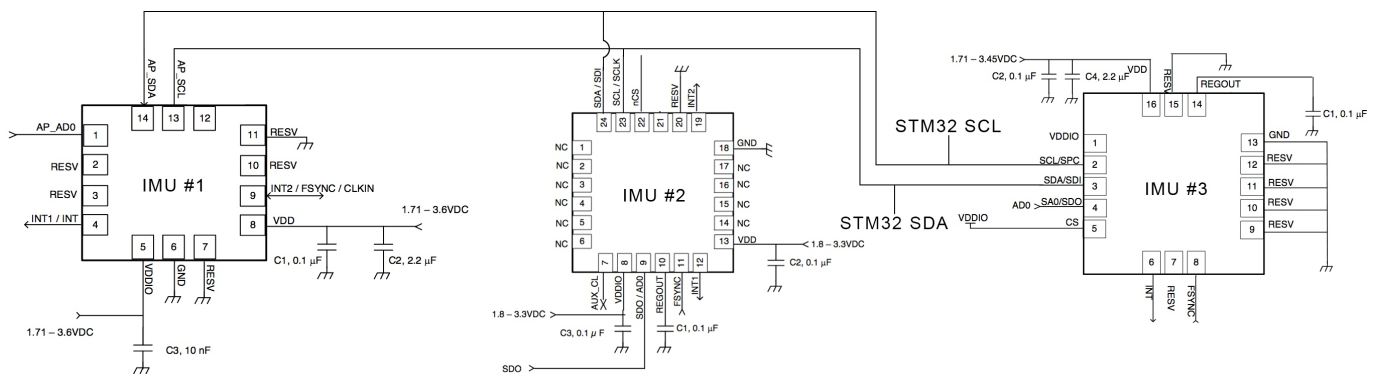 AP_SDA
AP_SCL
14
13
12
AP_AD0
1
RESV
2
RESV
3
INT1 / INT
4
IMU #1
11
RESV
10
RESV
9
INT2 / FSYNC / CLKIN
8
VDD
1.71 – 3.6VDC
C1, 0.1 µF
C2, 2.2 µF
5
6
7
VDDIO
GND
RESV
1.71 – 3.6VDC
C3, 10 nF
SDA / SDI
SCL / SCLK
nCS
RESV
INT2
24
23
22
21
20
19
NC
1
NC
2
NC
3
NC
4
NC
5
NC
6
IMU #2
18
GND
17
NC
16
NC
15
NC
14
NC
13
VDD
1.8 – 3.3VDC
C2, 0.1 µF
7
8
9
10
11
12
AUX_CL
VDDIO
SDO / AD0
REGOUT
FSYNC
INT1
1.8 – 3.3VDC
C3, 0.1 µ F
C1, 0.1 µF
SDO
STM32 SCL
STM32 SDA
1.71 – 3.45VDC
C2, 0.1 µF
C4, 2.2 µF
VDD
RESV
REGOUT
16
15
14
C1, 0.1 µF
VDDIO
1
SCL/SPC
2
SDA/SDI
3
AD0
SA0/SDO
4
VDDIO
CS
5
IMU #3
13
GND
12
RESV
11
RESV
10
RESV
9
RESV
6
7
8
INT
RESV
FSYNC